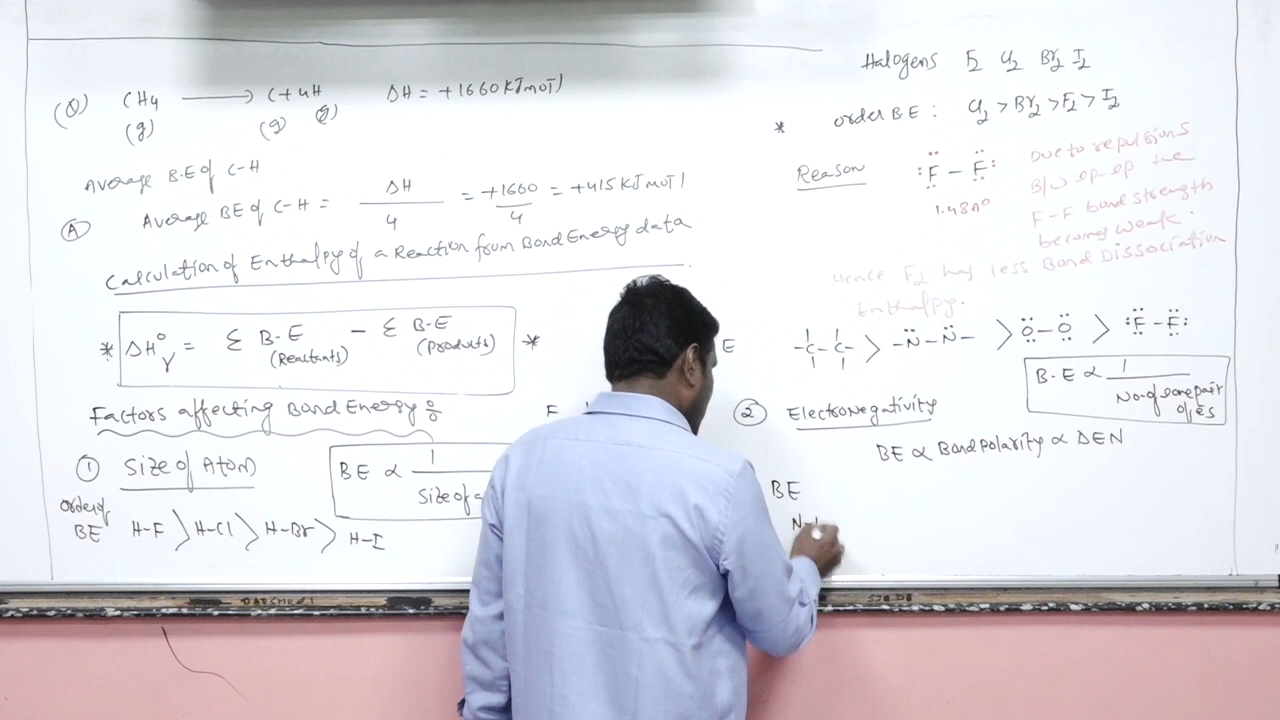 (Q) CH4 ⟶ C + 4H ΔH = +1660 KJ mol-1
(g) (g) (g)
Average B.E of C-H
(A) Average BE of C-H = ΔH/4 = +1660/4 = +415 KJ mol-1
Calculation of Enthalpy of a Reaction from Bond Energy data
* ΔH°r = Σ B-E (Reactants) - Σ B-E (Products) *
Factors affecting Bond Energy :
① Size of Atom
BE ∝ 1/Size of
order of
BE H-F > H-Cl > H-Br > H-I
Halogens F2 Cl2 Br2 I2
* order BE : Cl2 > Br2 > F2 > I2
Reason :F̈ - F̈:
1.48A°
Due to repulsions
B/w lp-lp the
F-F bond strength
becomes weak.
Hence F2 has less Bond Dissociation
Enthalpy.
E -C-C- > -N̈-N̈- > :Ö-Ö: > :F̈-F̈:
B.E ∝ 1/No. of lone pair of es
② Electronegativity
BE ∝ Bond polarity ∝ ΔEN
BE